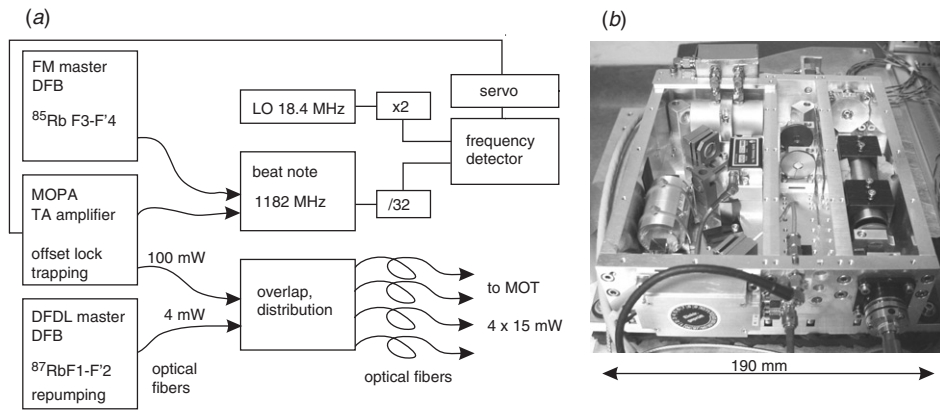 (a)
FM master
DFB
⁸⁵Rb F3-F'4
MOPA
TA amplifier
offset lock
trapping
DFDL master
DFB
⁸⁷RbF1-F'2
repumping
LO 18.4 MHz
x2
servo
frequency
detector
beat note
1182 MHz
/32
100 mW
4 mW
optical
fibers
overlap,
distribution
to MOT
4 x 15 mW
optical fibers
(b)
190 mm